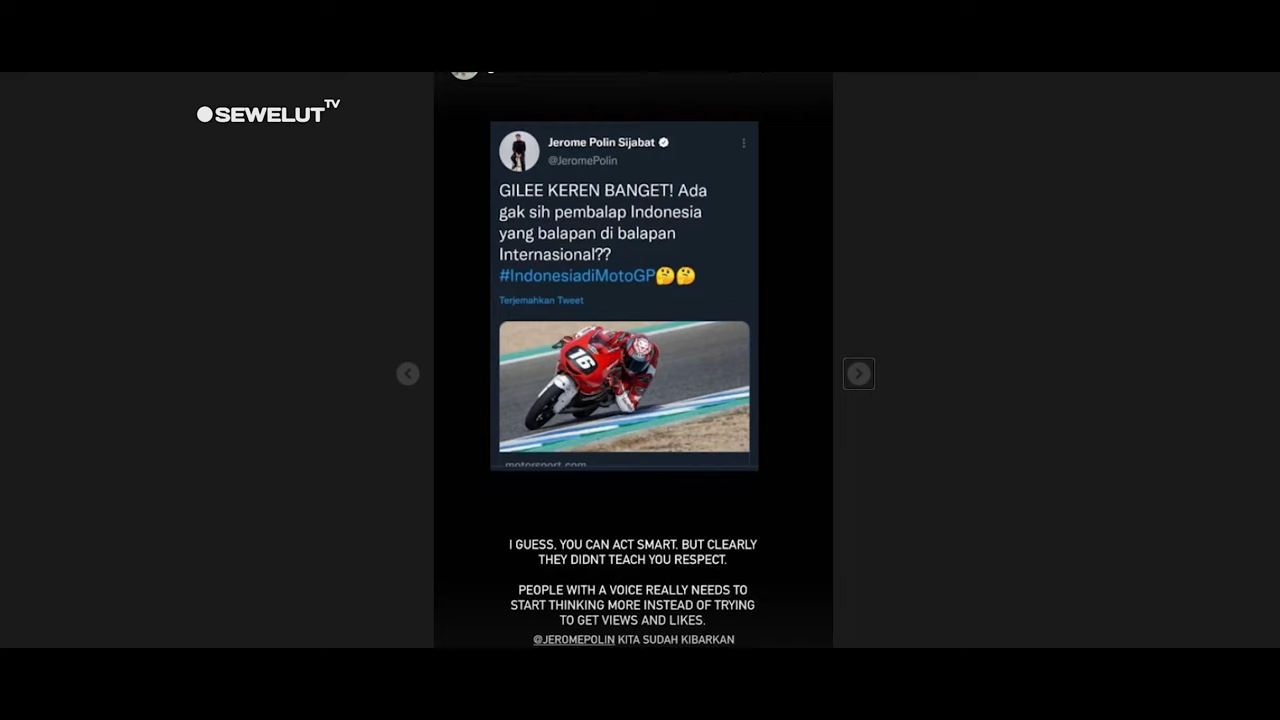 SEWELUT TV
Jerome Polin Sijabat
@JeromePolin
GILEE KEREN BANGET! Ada
gak sih pembalap Indonesia
yang balapan di balapan
Internasional??
#IndonesiadiMotoGP🤔🤔
Terjemahkan Tweet
16
motorsport.com
I GUESS, YOU CAN ACT SMART. BUT CLEARLY
THEY DIDNT TEACH YOU RESPECT.
PEOPLE WITH A VOICE REALLY NEEDS TO
START THINKING MORE INSTEAD OF TRYING
TO GET VIEWS AND LIKES.
@JEROMEPOLIN KITA SUDAH KIBARKAN